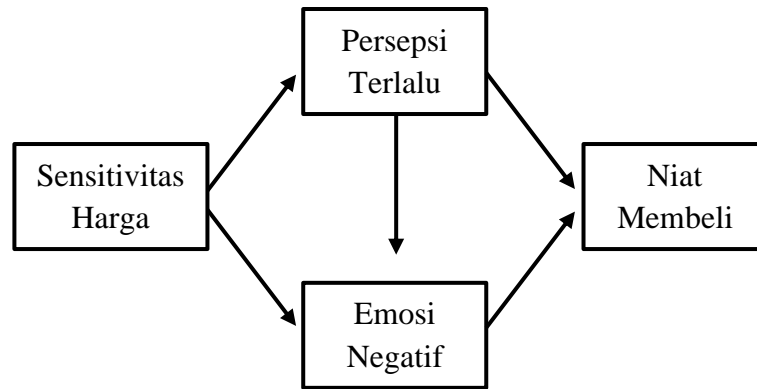 Persepsi
Terlalu
Sensitivitas
Harga
Niat
Membeli
Emosi
Negatif